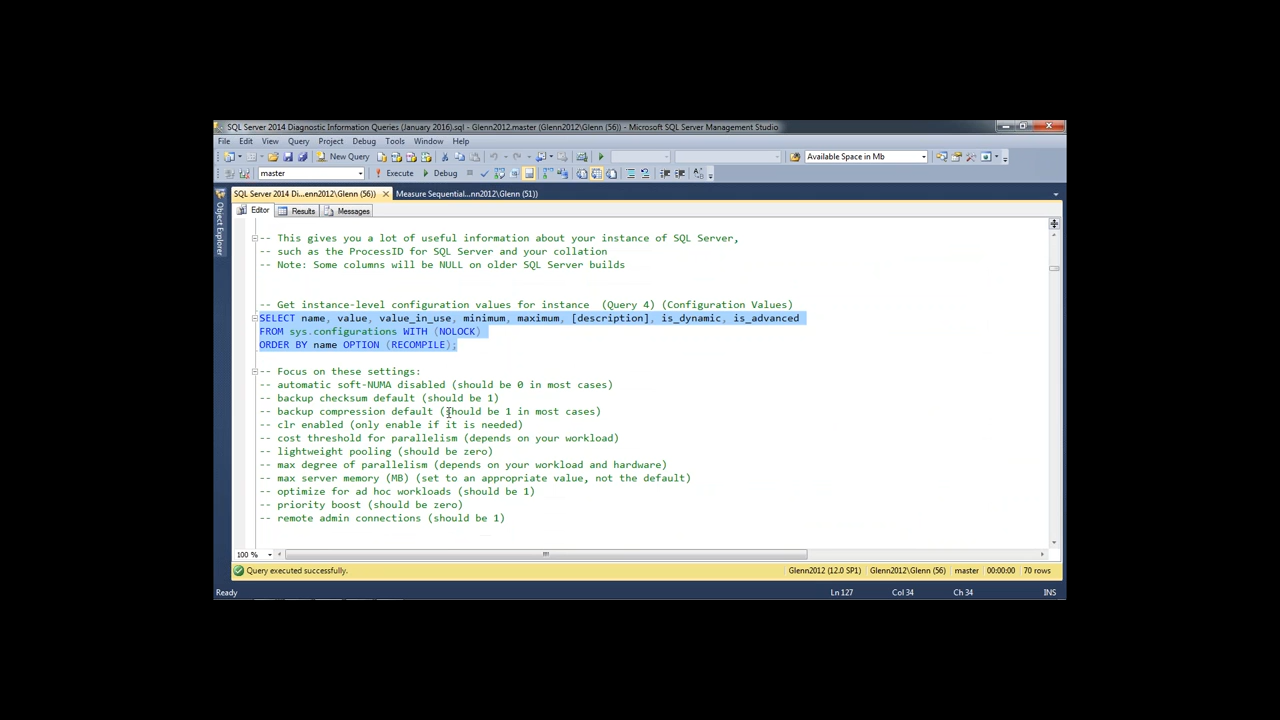 SQL Server 2014 Diagnostic Information Queries (January 2016).sql - Glenn2012.master (Glenn2012\Glenn (56)) - Microsoft SQL Server Management Studio
File Edit View Query Project Debug Tools Window Help
New Query Available Space in Mb
master Execute Debug
SQL Server 2014 Di...enn2012\Glenn (56)) Measure Sequential...nn2012\Glenn (51))
Object Explorer
Editor Results Messages
-- This gives you a lot of useful information about your instance of SQL Server,
-- such as the ProcessID for SQL Server and your collation
-- Note: Some columns will be NULL on older SQL Server builds
-- Get instance-level configuration values for instance  (Query 4) (Configuration Values)
SELECT name, value, value_in_use, minimum, maximum, [description], is_dynamic, is_advanced
FROM sys.configurations WITH (NOLOCK)
ORDER BY name OPTION (RECOMPILE);
-- Focus on these settings:
-- automatic soft-NUMA disabled (should be 0 in most cases)
-- backup checksum default (should be 1)
-- backup compression default (should be 1 in most cases)
-- clr enabled (only enable if it is needed)
-- cost threshold for parallelism (depends on your workload)
-- lightweight pooling (should be zero)
-- max degree of parallelism (depends on your workload and hardware)
-- max server memory (MB) (set to an appropriate value, not the default)
-- optimize for ad hoc workloads (should be 1)
-- priority boost (should be zero)
-- remote admin connections (should be 1)
100 %
Query executed successfully. Glenn2012 (12.0 SP1) Glenn2012\Glenn (56) master 00:00:00 70 rows
Ready Ln 127 Col 34 Ch 34 INS